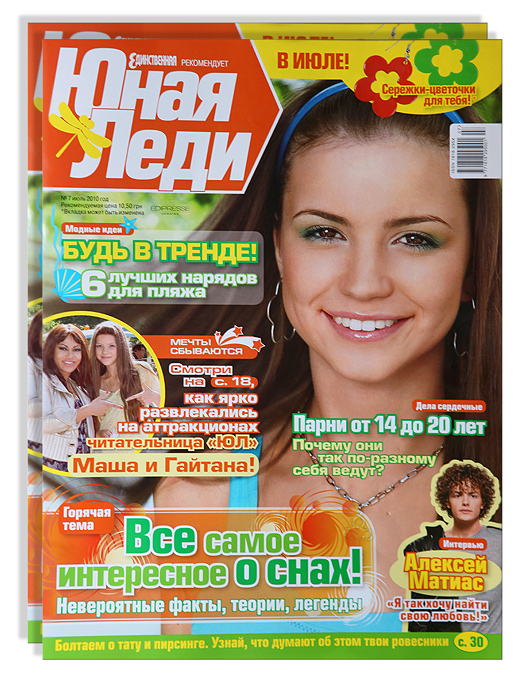 В ИЮЛЕ!
ЕДИНСТВЕННАЯ РЕКОМЕНДУЕТ
В ИЮЛЕ!
Сережки-цветочки
для тебя!
Юная
Леди
№ 7 июль 2010 год
Рекомендуемая цена 10,50 грн
*Вкладка может быть изменена
EDIPRESSE
UKRAINE
Модные идеи
БУДЬ В ТРЕНДЕ!
6 лучших нарядов
для пляжа
МЕЧТЫ
СБЫВАЮТСЯ
Смотри
на с. 18,
как ярко
развлекались
на аттракционах
читательница «ЮЛ»
Маша и Гайтана!
Дела сердечные
Парни от 14 до 20 лет
Почему они
так по-разному
себя ведут?
Горячая
тема
Все самое
интересное о снах!
Невероятные факты, теории, легенды
Интервью
Алексей
Матиас
«Я так хочу найти
свою любовь!»
Болтаем о тату и пирсинге. Узнай, что думают об этом твои ровесники с. 30